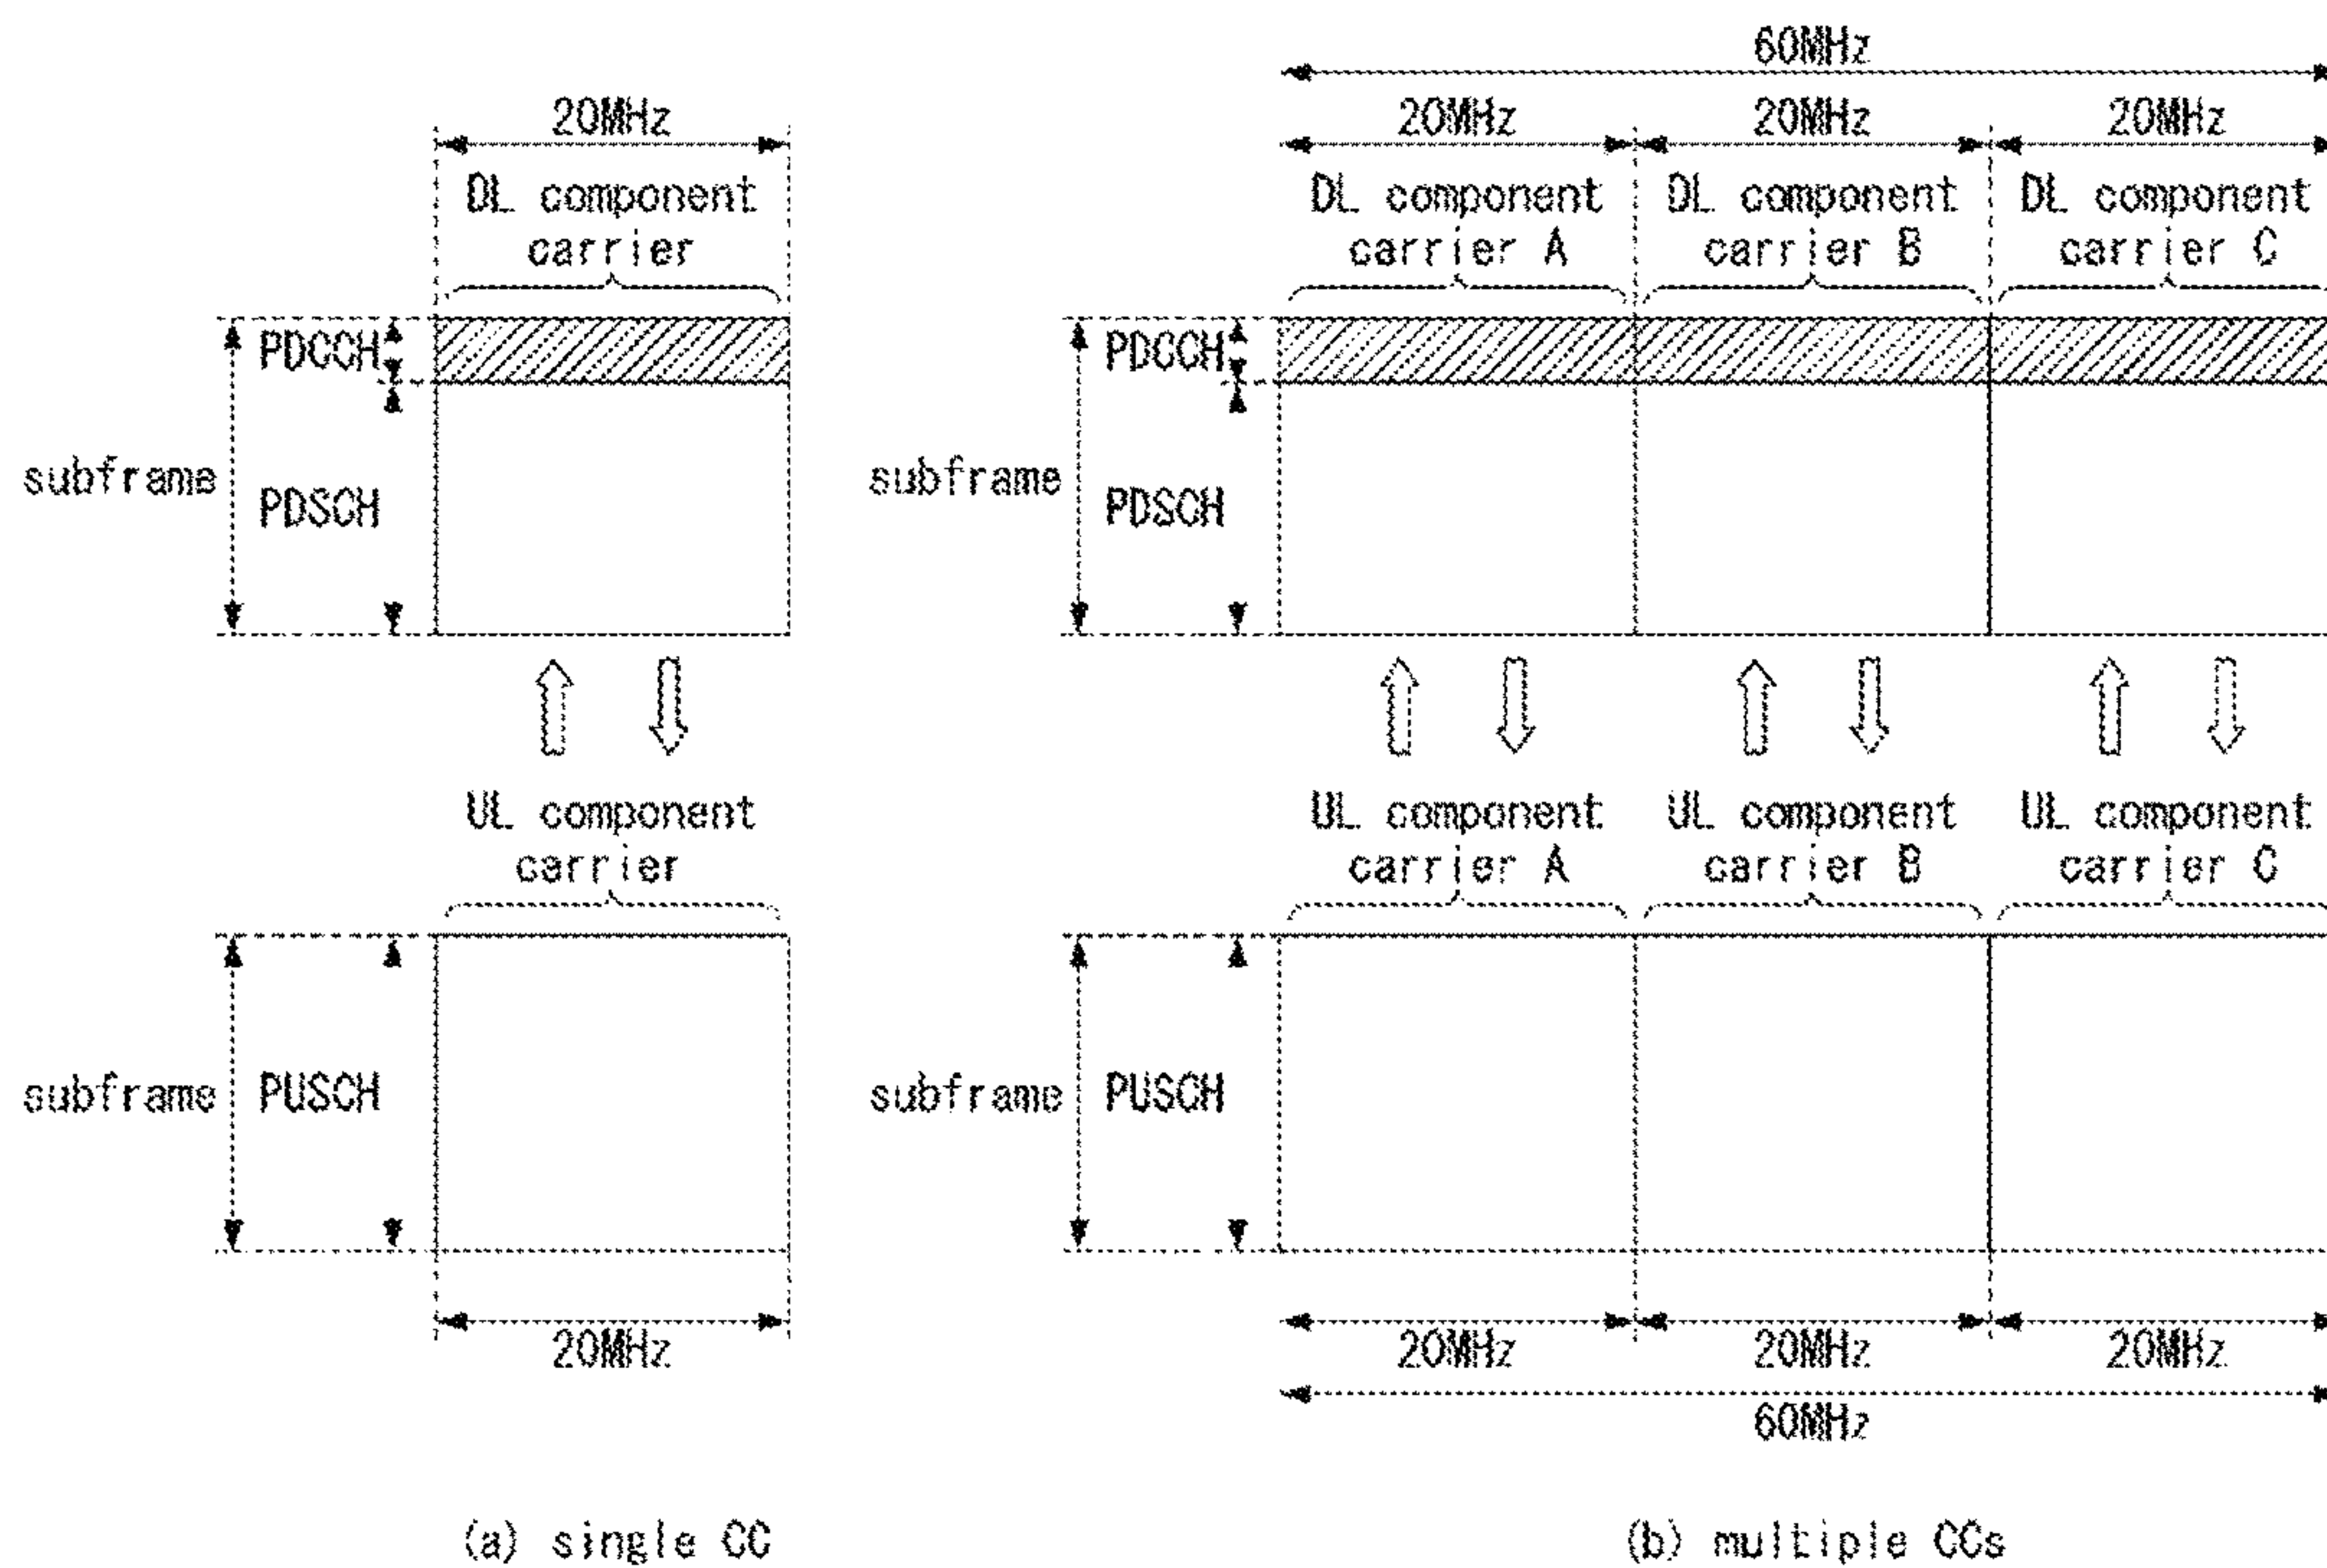 20MHz
DL component
carrier
PDCCH
subframe
PDSCH
UL component
carrier
subframe
PUSCH
20MHz
(a) single CC
60MHz
20MHz
20MHz
20MHz
DL component
carrier A
DL component
carrier B
DL component
carrier C
PDCCH
subframe
PDSCH
UL component
carrier A
UL component
carrier B
UL component
carrier C
subframe
PUSCH
20MHz
20MHz
20MHz
60MHz
(b) multiple CCs